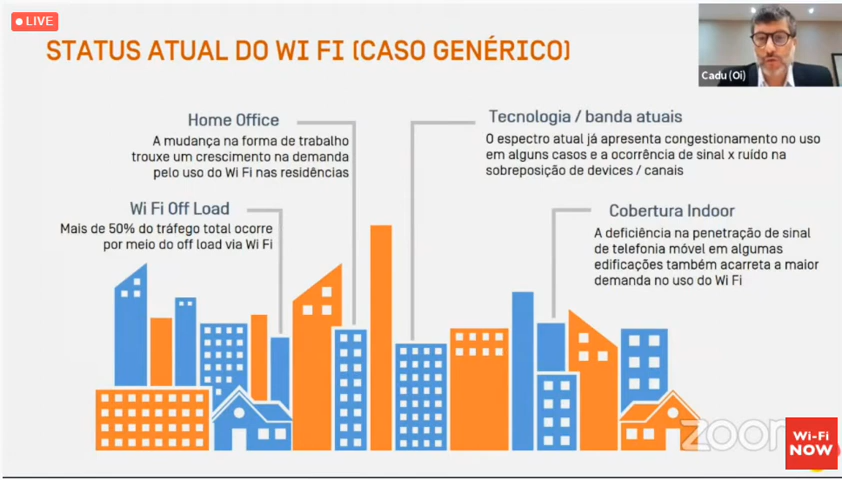 LIVE
STATUS ATUAL DO WI FI (CASO GENÉRICO)
Cadu (Oi)
Home Office
A mudança na forma de trabalho
trouxe um crescimento na demanda
pelo uso do Wi Fi nas residências
Tecnologia / banda atuais
O espectro atual já apresenta congestionamento no uso
em alguns casos e a ocorrência de sinal x ruído na
sobreposição de devices / canais
Wi Fi Off Load
Mais de 50% do tráfego total ocorre
por meio do off load via Wi Fi
Cobertura Indoor
A deficiência na penetração de sinal
de telefonia móvel em algumas
edificações também acarreta a maior
demanda no uso do Wi Fi
zoom
Wi-Fi
NOW